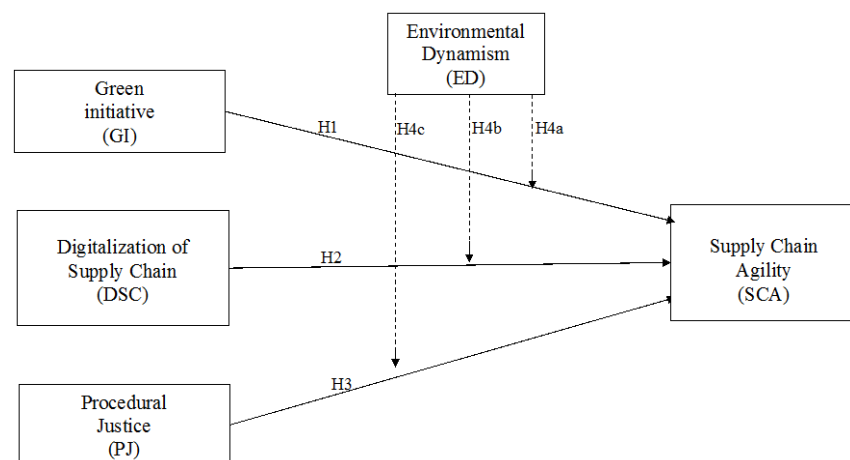 Environmental
Dynamism
(ED)
Green
initiative
(GI)
H1
H4c
H4b
H4a
Digitalization of
Supply Chain
(DSC)
H2
Supply Chain
Agility
(SCA)
Procedural
Justice
(PJ)
H3